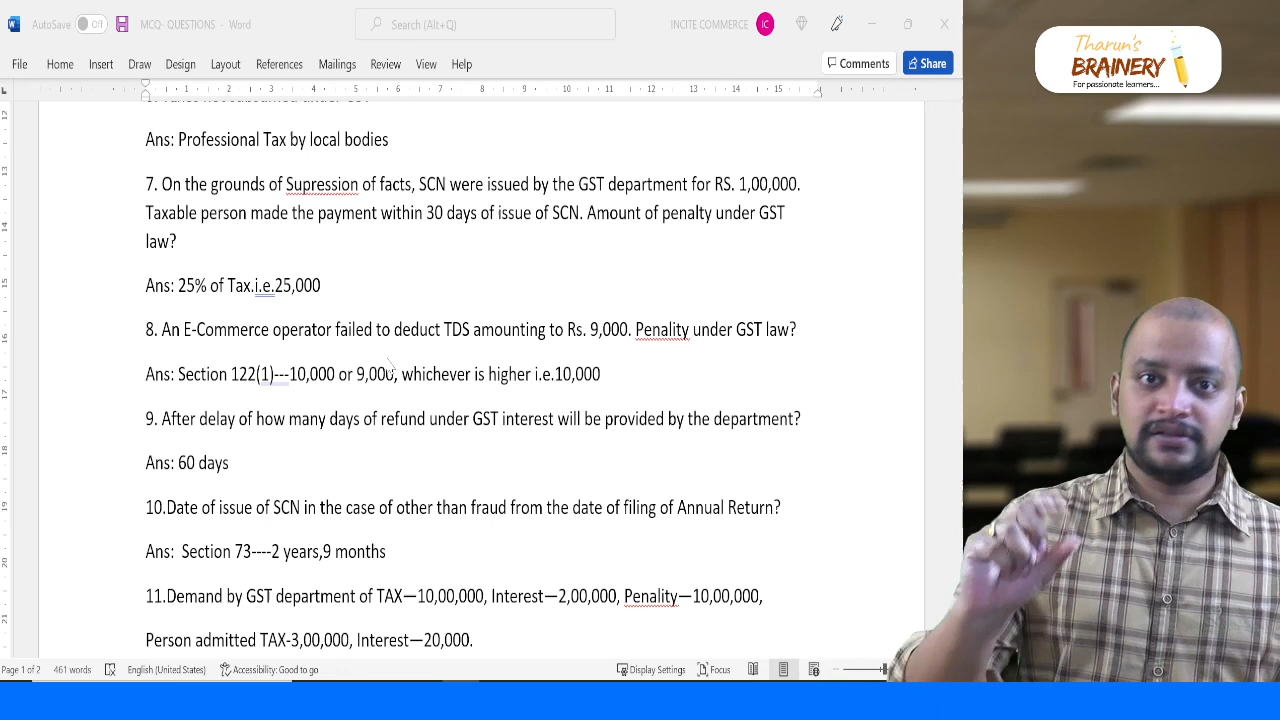 AutoSave Off MCQ- QUESTIONS - Word Search (Alt+Q) INCITE COMMERCE IC
File Home Insert Draw Design Layout References Mailings Review View Help Comments Share
Tharun's
BRAINERY
For passionate learners...
Ans: Professional Tax by local bodies
7. On the grounds of Supression of facts, SCN were issued by the GST department for RS. 1,00,000.
Taxable person made the payment within 30 days of issue of SCN. Amount of penalty under GST
law?
Ans: 25% of Tax.i.e.25,000
8. An E-Commerce operator failed to deduct TDS amounting to Rs. 9,000. Penality under GST law?
Ans: Section 122(1)---10,000 or 9,000, whichever is higher i.e.10,000
9. After delay of how many days of refund under GST interest will be provided by the department?
Ans: 60 days
10.Date of issue of SCN in the case of other than fraud from the date of filing of Annual Return?
Ans:  Section 73----2 years,9 months
11.Demand by GST department of TAX—10,00,000, Interest—2,00,000, Penality—10,00,000,
Person admitted TAX-3,00,000, Interest—20,000.
Page 1 of 2 461 words English (United States) Accessibility: Good to go Display Settings Focus